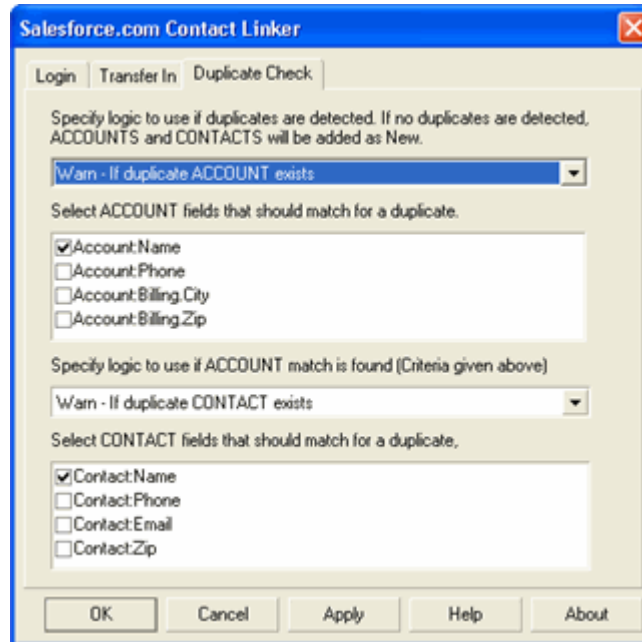 Salesforce.com Contact Linker
Login Transfer In Duplicate Check
Specify logic to use if duplicates are detected. If no duplicates are detected,
ACCOUNTS and CONTACTS will be added as New.
Warn - If duplicate ACCOUNT exists
Select ACCOUNT fields that should match for a duplicate.
Account:Name
Account:Phone
Account:Billing.City
Account:Billing.Zip
Specify logic to use if ACCOUNT match is found (Criteria given above)
Warn - If duplicate CONTACT exists
Select CONTACT fields that should match for a duplicate,
Contact:Name
Contact:Phone
Contact:Email
Contact:Zip
OK Cancel Apply Help About